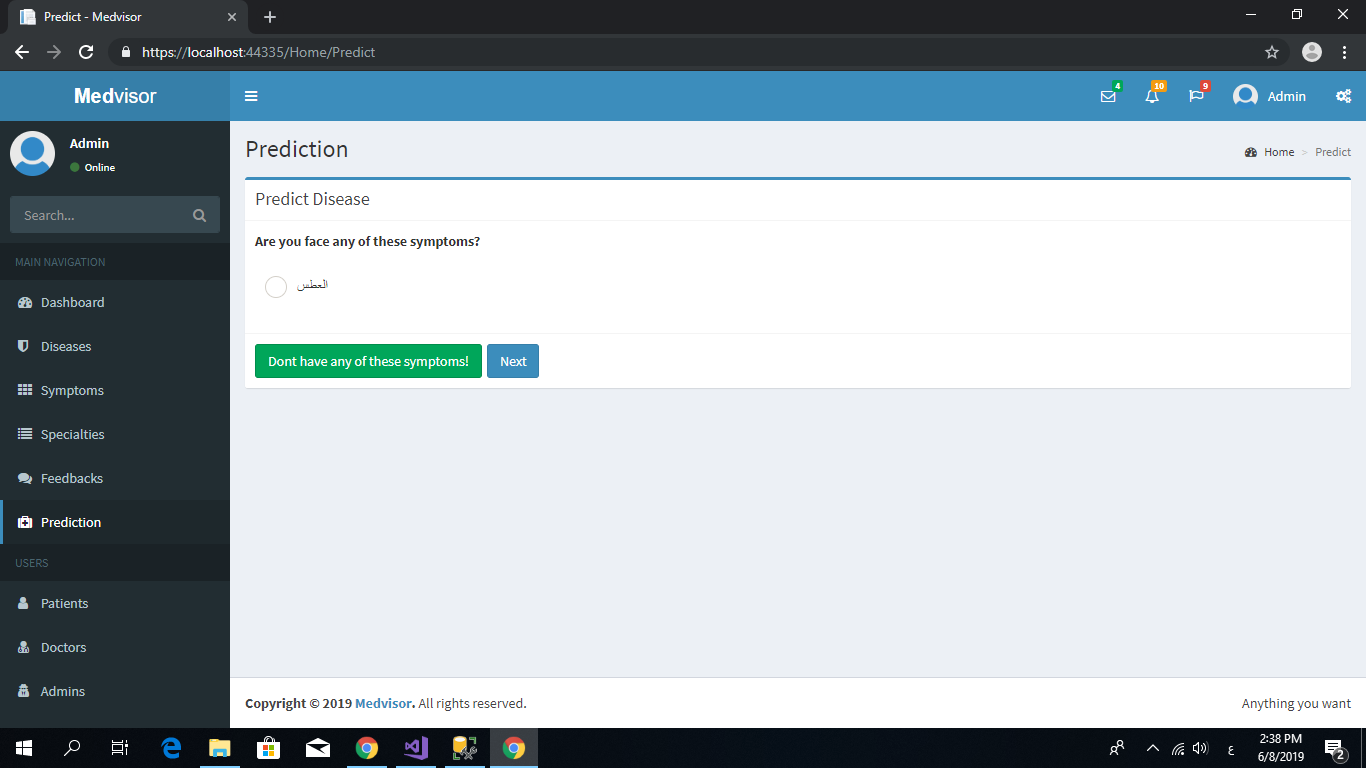 Predict - Medvisor
https://localhost:44335/Home/Predict
Medvisor
4
10
9
Admin
Admin
Online
Search...
MAIN NAVIGATION
Dashboard
Diseases
Symptoms
Specialties
Feedbacks
Prediction
USERS
Patients
Doctors
Admins
Prediction
Home > Predict
Predict Disease
Are you face any of these symptoms?
العطس
Dont have any of these symptoms! Next
Copyright © 2019 Medvisor. All rights reserved.
Anything you want
ع
2:38 PM
6/8/2019
2